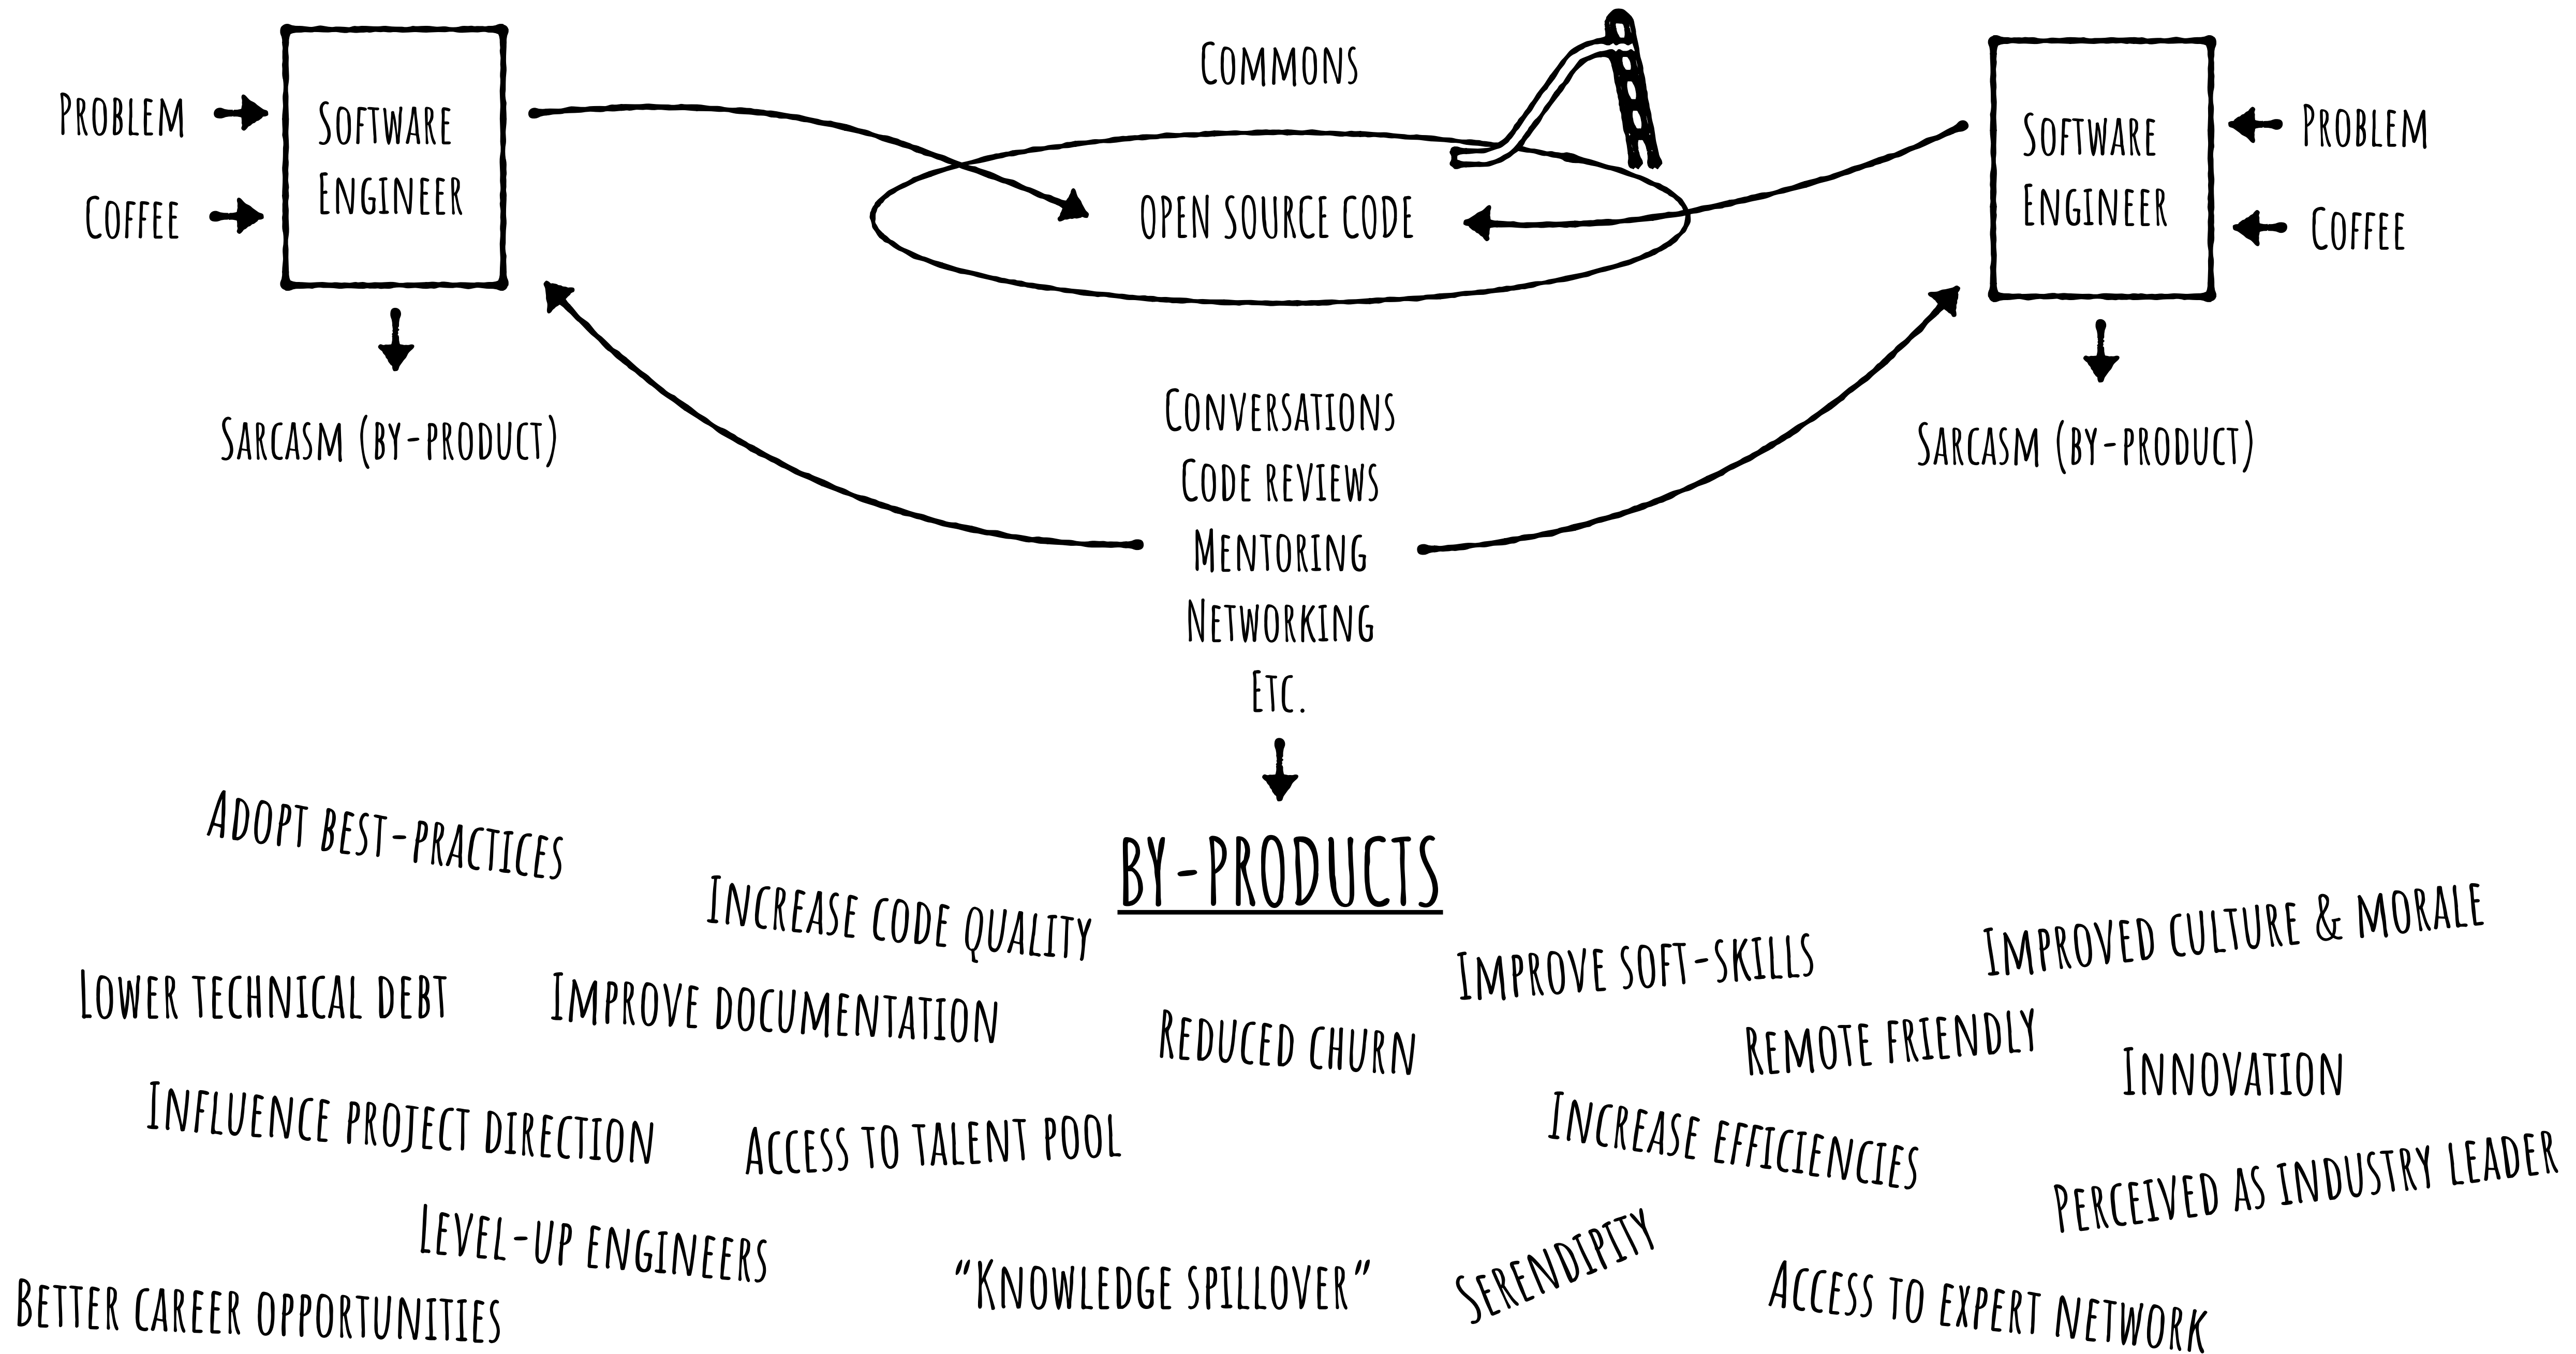 Commons
Problem
Software
Engineer
Coffee
Sarcasm (by-product)
OPEN SOURCE CODE
Software
Engineer
Problem
Coffee
Sarcasm (by-product)
Conversations
Code reviews
Mentoring
Networking
Etc.
BY-PRODUCTS
Adopt best-practices
Increase code quality
Improve soft-skills
Improved culture & morale
Lower technical debt
Improve documentation
Reduced churn
Remote friendly
Innovation
Influence project direction
Access to talent pool
Increase efficiencies
Perceived as industry leader
Level-up engineers
"Knowledge spillover"
Serendipity
Access to expert network
Better career opportunities